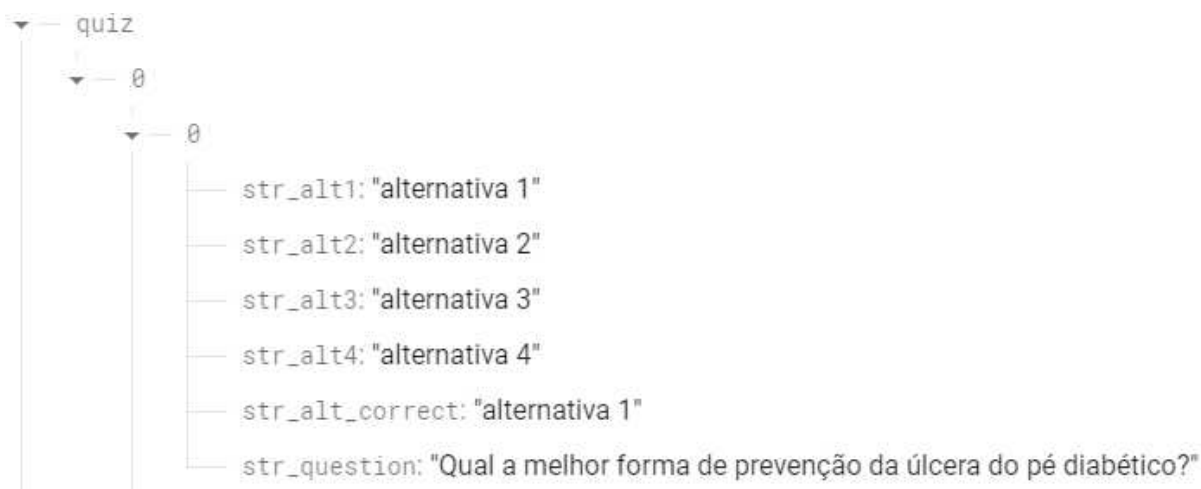 quiz
0
0
str_alt1: "alternativa 1"
str_alt2: "alternativa 2"
str_alt3: "alternativa 3"
str_alt4: "alternativa 4"
str_alt_correct: "alternativa 1"
str_question: "Qual a melhor forma de prevenção da úlcera do pé diabético?"